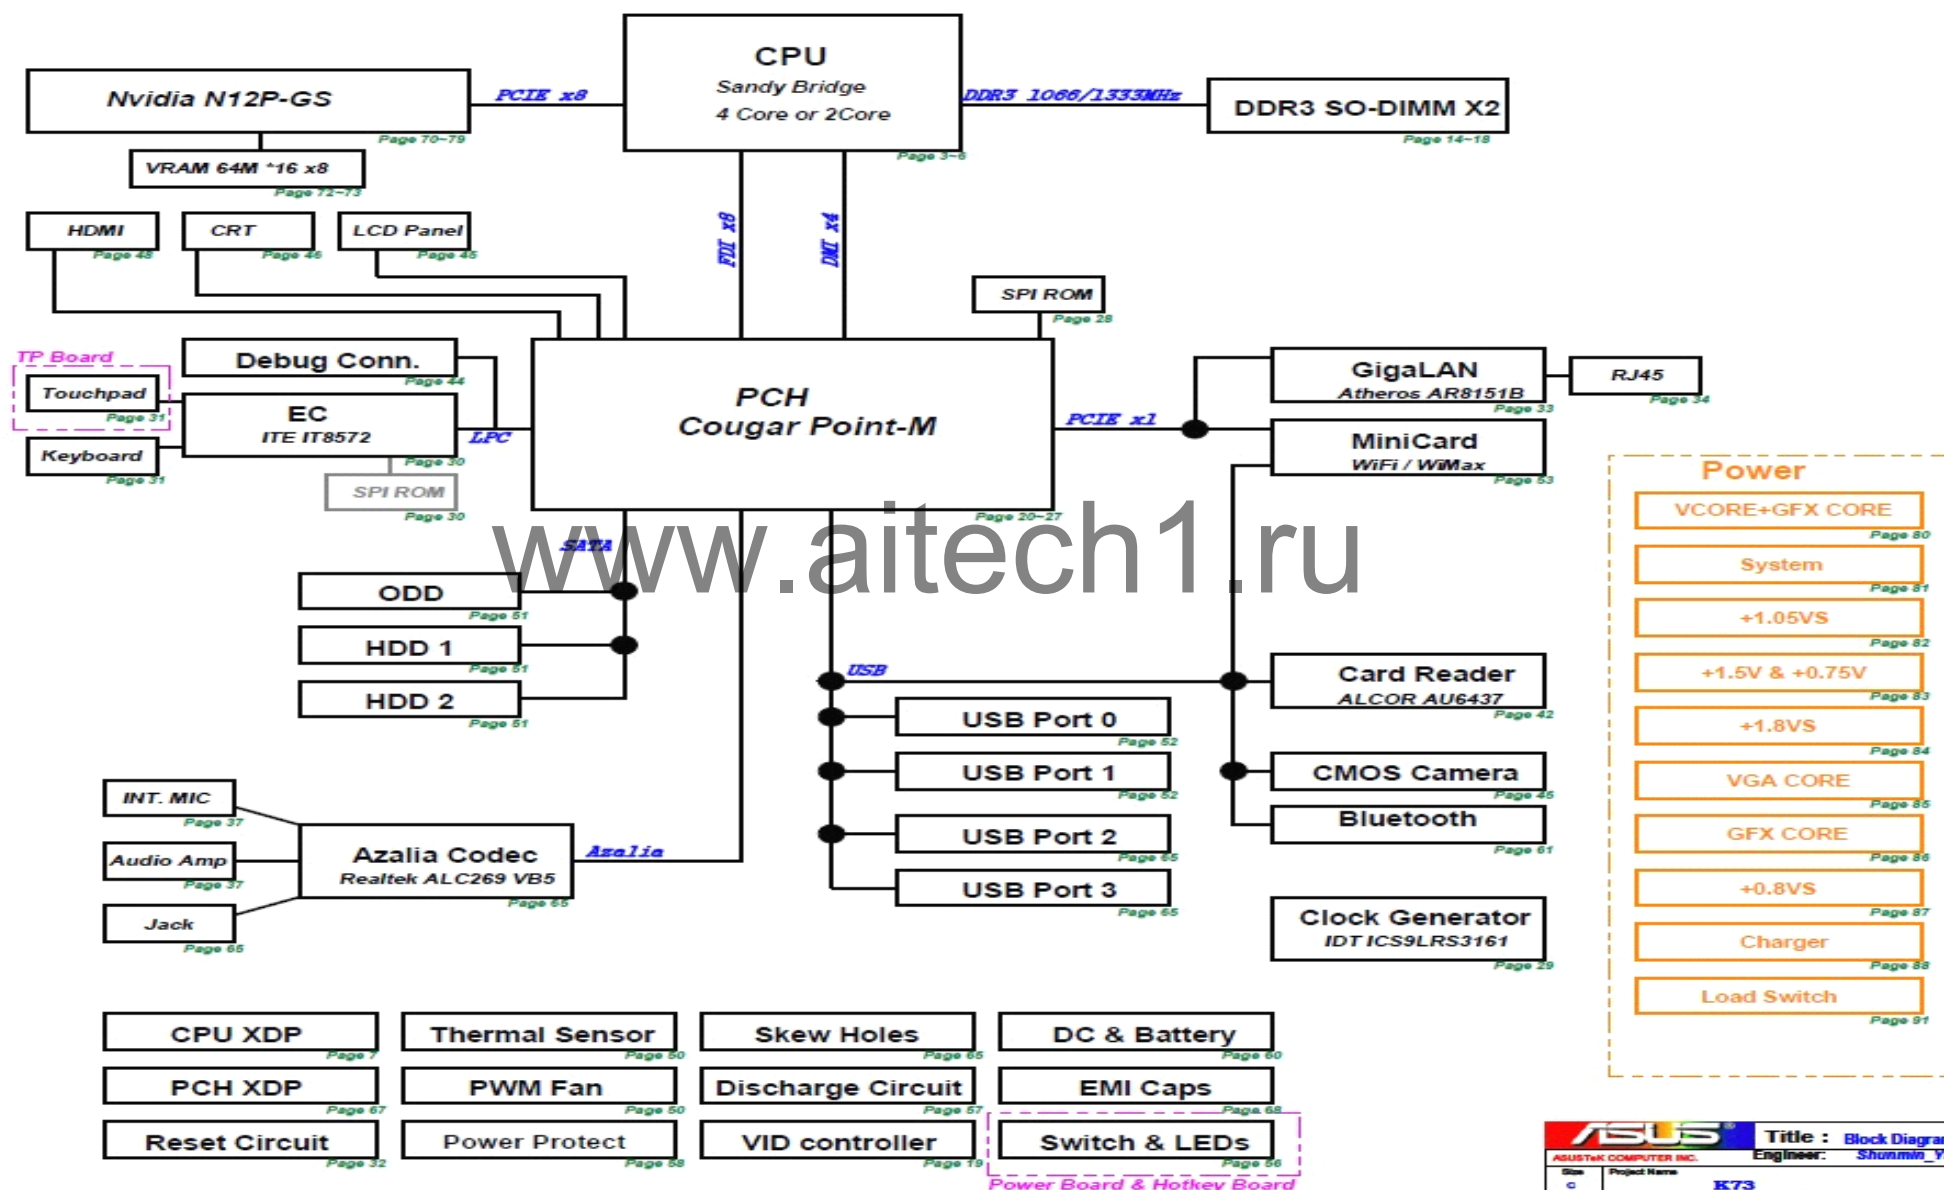 CPU
Sandy Bridge
4 Core or 2Core
Page 3~6
Nvidia N12P-GS
Page 70~79
PCIE x8
DDR3 1066/1333MHz
DDR3 SO-DIMM X2
Page 14~18
VRAM 64M *16 x8
Page 72~73
HDMI
Page 48
CRT
Page 46
LCD Panel
Page 45
FDI x8
DMI x4
SPI ROM
Page 28
TP Board
Touchpad
Page 31
Keyboard
Page 31
Debug Conn.
Page 44
EC
ITE IT8572
Page 30
LPC
SPI ROM
Page 30
PCH
Cougar Point-M
Page 20~27
PCIE x1
GigaLAN
Atheros AR8151B
Page 33
RJ45
Page 34
MiniCard
WiFi / WiMax
Page 53
www.aitech1.ru
SATA
ODD
Page 51
HDD 1
Page 51
HDD 2
Page 51
USB
USB Port 0
Page 52
USB Port 1
Page 52
USB Port 2
Page 65
USB Port 3
Page 65
Card Reader
ALCOR AU6437
Page 42
CMOS Camera
Page 45
Bluetooth
Page 61
Clock Generator
IDT ICS9LRS3161
Page 29
INT. MIC
Page 37
Audio Amp
Page 37
Jack
Page 65
Azalia Codec
Realtek ALC269 VB5
Page 65
Azalia
Power
VCORE+GFX CORE
Page 80
System
Page 81
+1.05VS
Page 82
+1.5V & +0.75V
Page 83
+1.8VS
Page 84
VGA CORE
Page 85
GFX CORE
Page 86
+0.8VS
Page 87
Charger
Page 88
Load Switch
Page 91
CPU XDP
Page 7
Thermal Sensor
Page 50
Skew Holes
Page 65
DC & Battery
Page 60
PCH XDP
Page 67
PWM Fan
Page 50
Discharge Circuit
Page 57
EMI Caps
Page 68
Reset Circuit
Page 32
Power Protect
Page 58
VID controller
Page 19
Switch & LEDs
Page 56
Power Board & Hotkey Board
ASUS
ASUSTeK COMPUTER INC.
Title : Block Diagra
Engineer: Shunmin_Y
Size
C
Project Name
K73